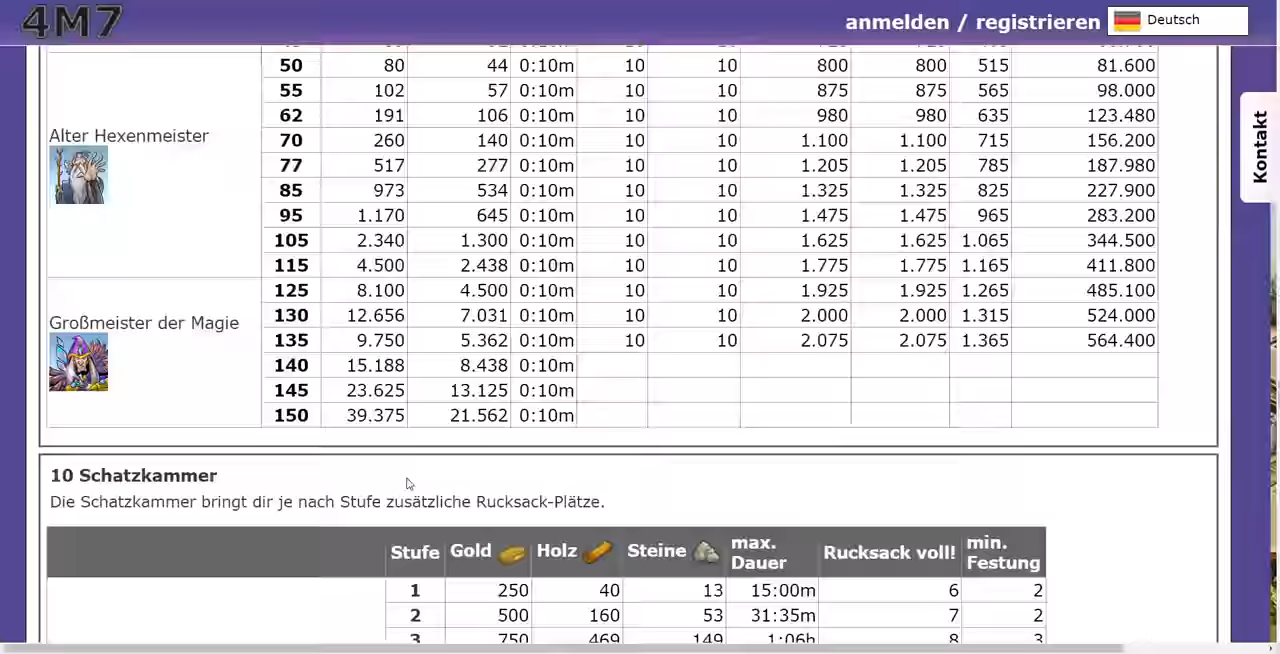 4M7
anmelden / registrieren
Deutsch
Kontakt
50 80 44 0:10m 10 10 800 800 515 81.600
55 102 57 0:10m 10 10 875 875 565 98.000
62 191 106 0:10m 10 10 980 980 635 123.480
Alter Hexenmeister
70 260 140 0:10m 10 10 1.100 1.100 715 156.200
77 517 277 0:10m 10 10 1.205 1.205 785 187.980
85 973 534 0:10m 10 10 1.325 1.325 825 227.900
95 1.170 645 0:10m 10 10 1.475 1.475 965 283.200
105 2.340 1.300 0:10m 10 10 1.625 1.625 1.065 344.500
115 4.500 2.438 0:10m 10 10 1.775 1.775 1.165 411.800
125 8.100 4.500 0:10m 10 10 1.925 1.925 1.265 485.100
Großmeister der Magie
130 12.656 7.031 0:10m 10 10 2.000 2.000 1.315 524.000
135 9.750 5.362 0:10m 10 10 2.075 2.075 1.365 564.400
140 15.188 8.438 0:10m
145 23.625 13.125 0:10m
150 39.375 21.562 0:10m
10 Schatzkammer
Die Schatzkammer bringt dir je nach Stufe zusätzliche Rucksack-Plätze.
Stufe Gold Holz Steine max. Dauer Rucksack voll! min. Festung
1 250 40 13 15:00m 6 2
2 500 160 53 31:35m 7 2
3 750 469 149 1:06h 8 3